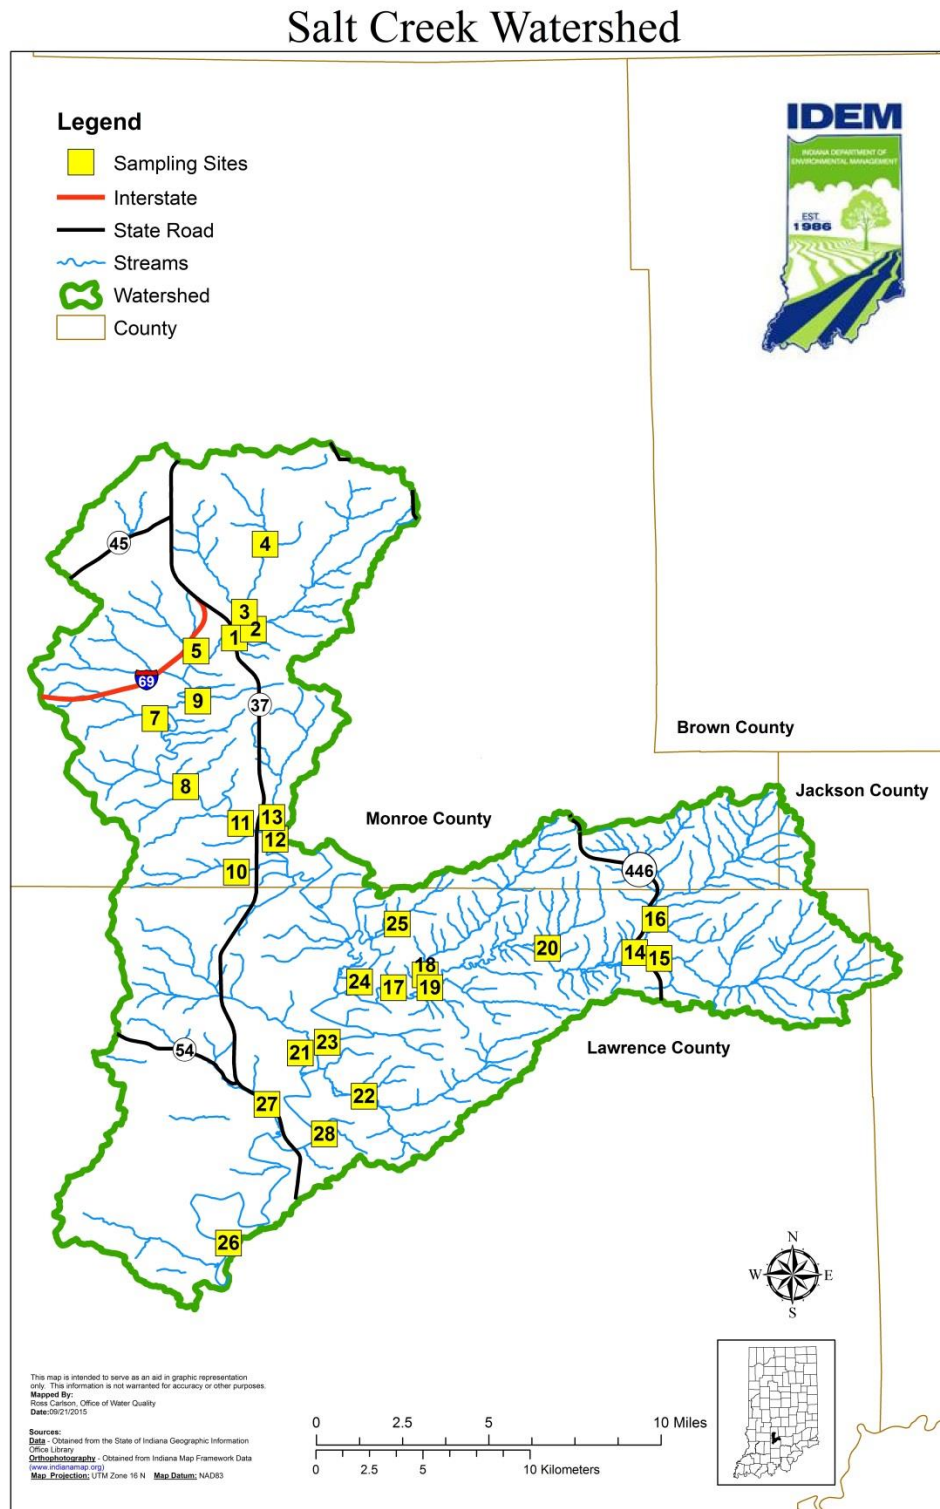 Salt Creek Watershed
Legend
Sampling Sites
Interstate
State Road
Streams
Watershed
County
IDEM
INDIANA DEPARTMENT OF
ENVIRONMENTAL MANAGEMENT
EST.
1986
4
45
3
2
1
5
69
9
37
7
Brown County
8
Jackson County
13
11
Monroe County
12
10
446
16
25
20
14
15
18
24
17
19
23
21
Lawrence County
54
22
27
28
26
N
W
E
S
This map is intended to serve as an aid in graphic representation
only. This information is not warranted for accuracy or other purposes.
Mapped By:
Ross Carlson, Office of Water Quality
Date:09/21/2015
Sources:
Data - Obtained from the State of Indiana Geographic Information
Office Library
Orthophotography - Obtained from Indiana Map Framework Data
(www.indianamap.org)
Map Projection: UTM Zone 16 N Map Datum: NAD83
0 2.5 5 10 Miles
0 2.5 5 10 Kilometers